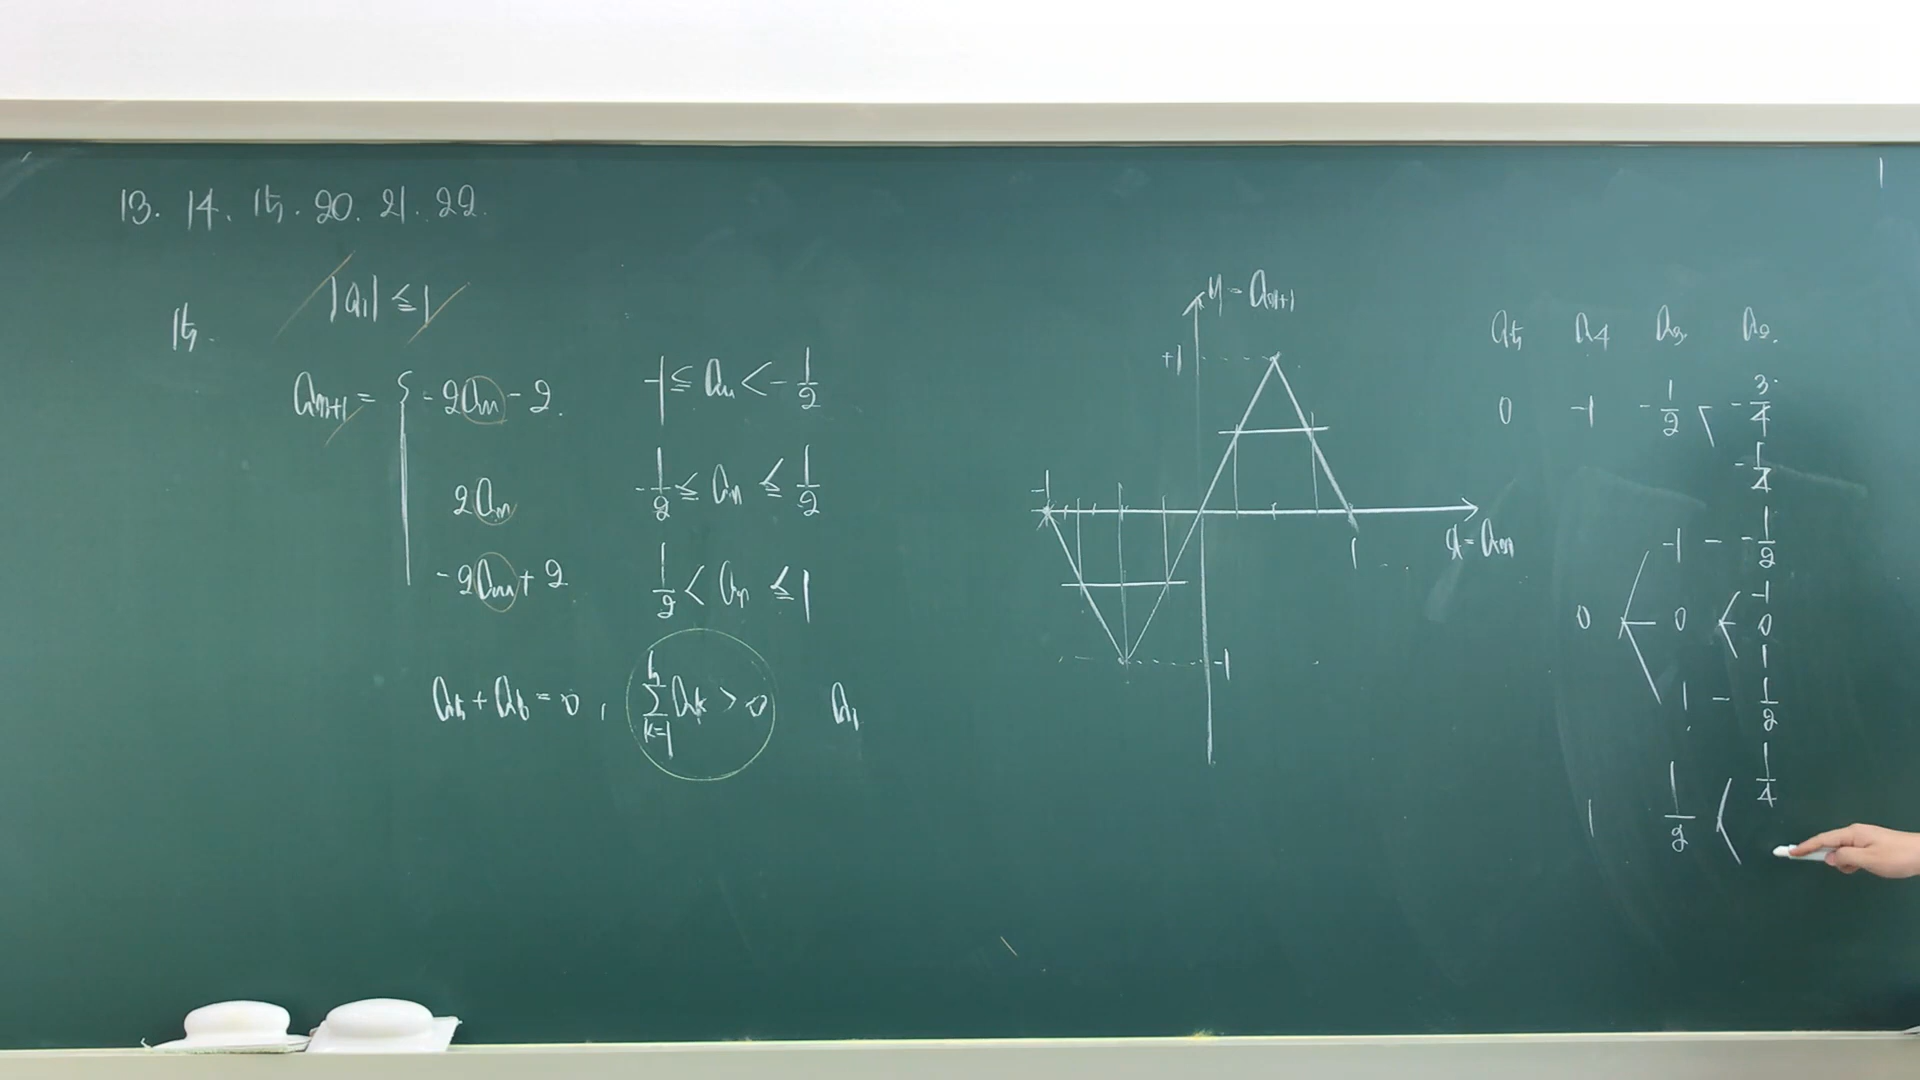 13. 14. 15. 20. 21. 22.
15. |a₁| ≤ 1
aₙ₊₁ = { -2aₙ - 2. -1 ≤ aₙ < -1/2
2aₙ -1/2 ≤ aₙ ≤ 1/2
-2aₙ + 2 1/2 < aₙ ≤ 1
a₅ + a₆ = 0, ∑_{k=1}^{5} aₖ > 0 a₁
y = aₙ₊₁
+1
-1
1
x = aₙ
-1
a₅ a₄ a₃ a₂.
0 -1 -1/2 < -3/4
-1/4
-1 - -1/2
-1
0 < 0 < 0
1
1 - 1/2
1/4
1 1/2 <
1